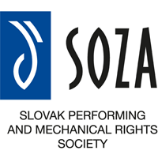 SOZA
SLOVAK PERFORMING
AND MECHANICAL RIGHTS
SOCIETY